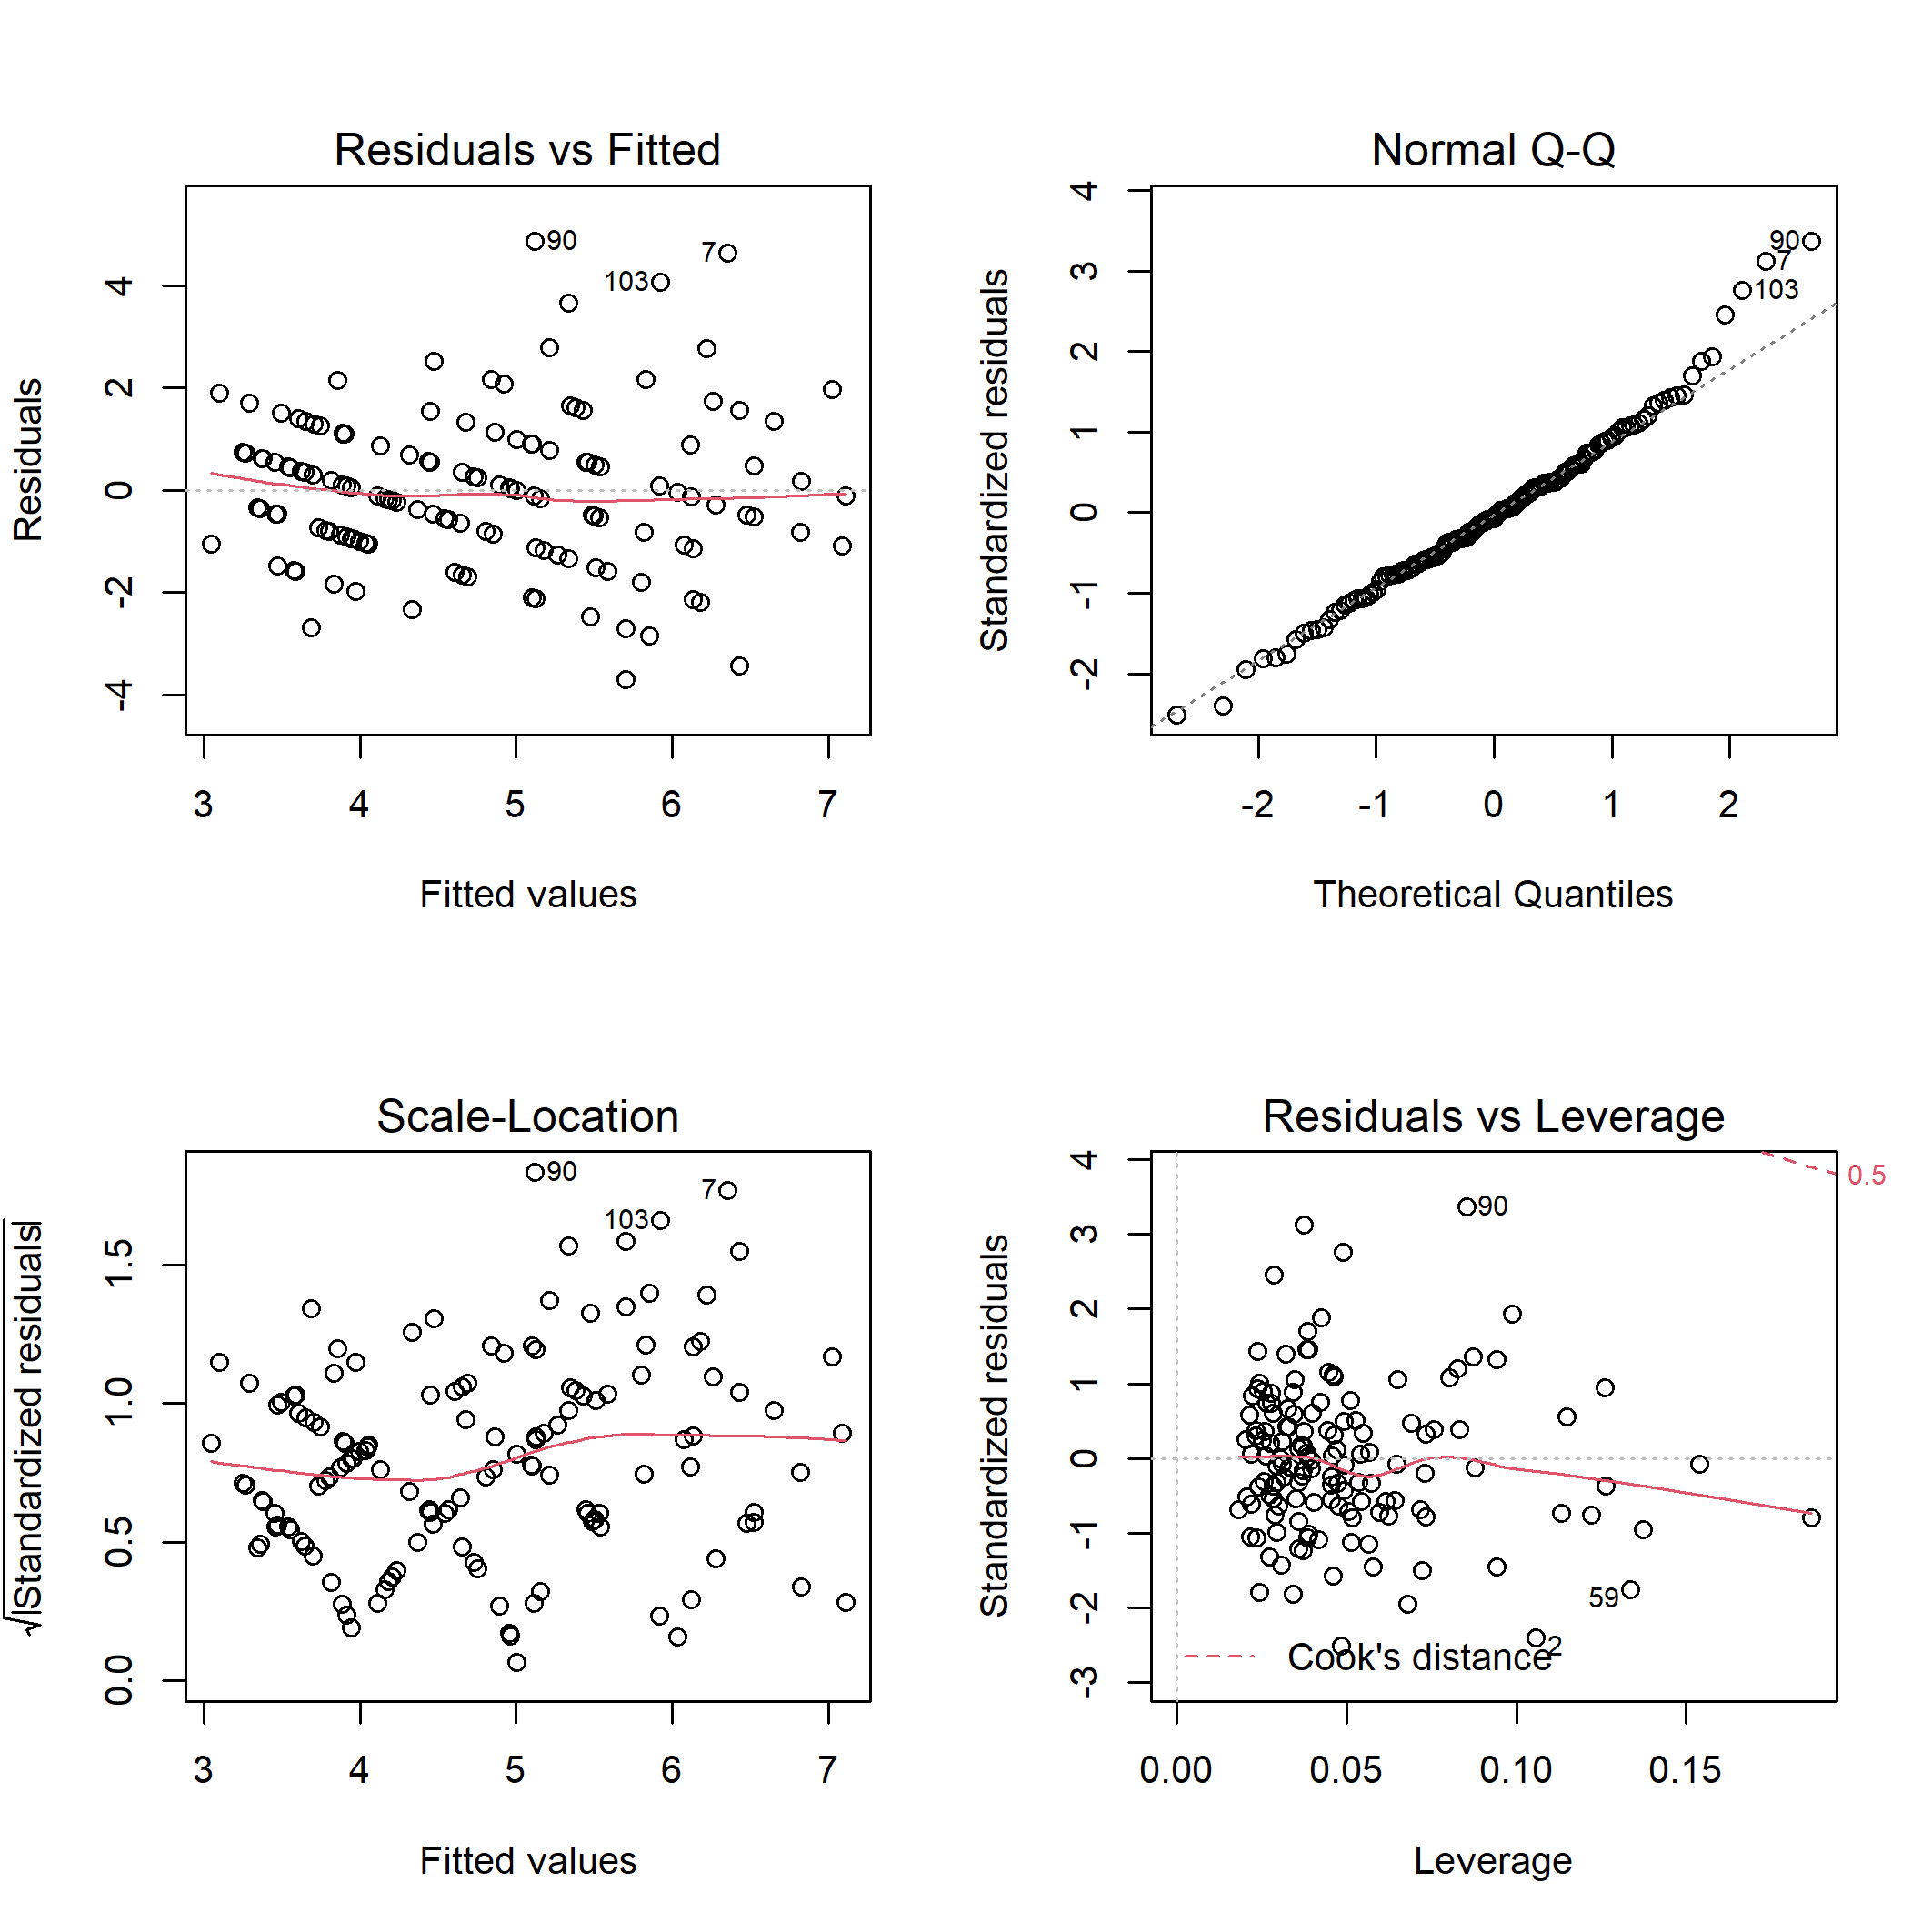 Residuals vs Fitted
Residuals
4
2
0
-2
-4
90
7
103
3 4 5 6 7
Fitted values
Normal Q-Q
Standardized residuals
4
3
2
1
0
-1
-2
90
7
103
-2 -1 0 1 2
Theoretical Quantiles
Scale-Location
√|Standardized residuals|
1.5
1.0
0.5
0.0
90
7
103
3 4 5 6 7
Fitted values
Residuals vs Leverage
Standardized residuals
4
3
2
1
0
-1
-2
-3
0.5
90
59
2
Cook's distance
0.00 0.05 0.10 0.15
Leverage